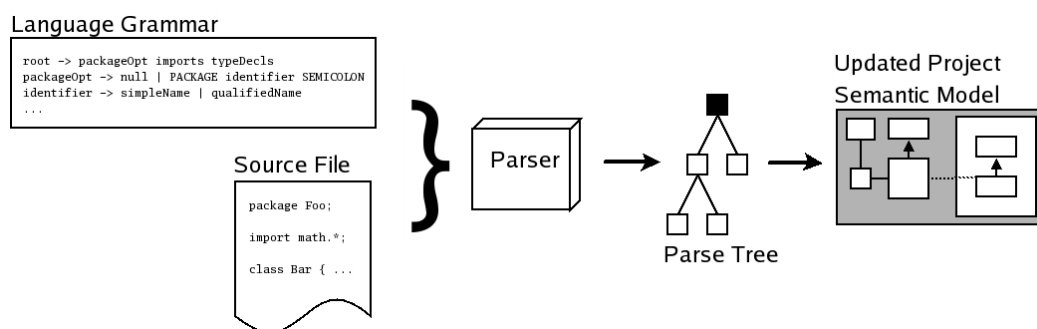 Language Grammar
root -> packageOpt imports typeDecls
packageOpt -> null | PACKAGE identifier SEMICOLON
identifier -> simpleName | qualifiedName
...
Source File
package Foo;
import math.*;
class Bar { ...
Parser
Parse Tree
Updated Project
Semantic Model